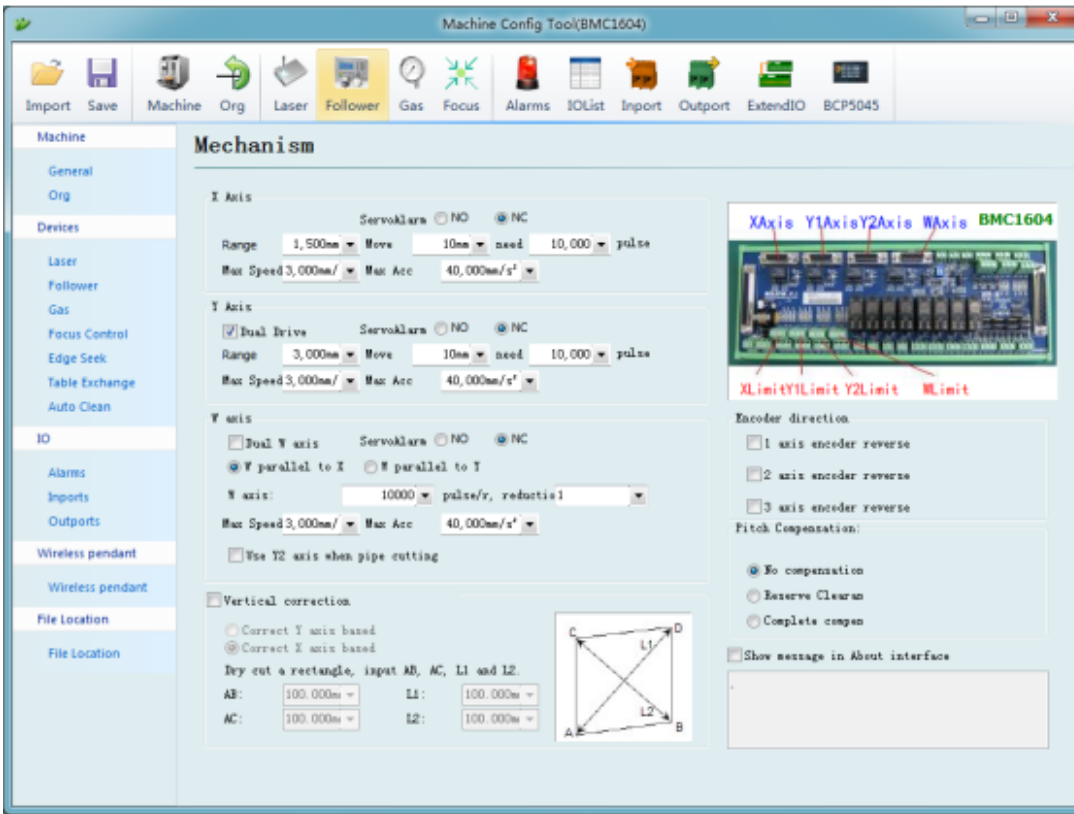 Machine Config Tool(BMC1604)
Import Save Machine Org Laser Follower Gas Focus Alarms IOList Inport Outport ExtendIO BCP5045
Machine
General
Org
Devices
Laser
Follower
Gas
Focus Control
Edge Seek
Table Exchange
Auto Clean
IO
Alarms
Inports
Outports
Wireless pendant
Wireless pendant
File Location
File Location
Mechanism
X Axis
ServoAlarm NO NC
Range 1,500mm Move 10mm need 10,000 pulse
Max Speed 3,000mm/ Max Acc 40,000mm/s²
Y Axis
Dual Drive ServoAlarm NO NC
Range 3,000mm Move 10mm need 10,000 pulse
Max Speed 3,000mm/ Max Acc 40,000mm/s²
W axis
Dual W axis ServoAlarm NO NC
W parallel to X W parallel to Y
W axis: 10000 pulse/r, reductio 1
Max Speed 3,000mm/ Max Acc 40,000mm/s²
Use Y2 axis when pipe cutting
Vertical correction
Correct Y axis based
Correct X axis based
Dry cut a rectangle, input AB, AC, L1 and L2.
AB: 100.000m L1: 100.000m
AC: 100.000m L2: 100.000m
C D
L1
L2
A B
XAxis Y1Axis Y2Axis WAxis BMC1604
XLimit Y1Limit Y2Limit WLimit
Encoder direction
1 axis encoder reverse
2 axis encoder reverse
3 axis encoder reverse
Pitch Compensation:
No compensation
Reserve Clearan
Complete compen
Show message in About interface
.